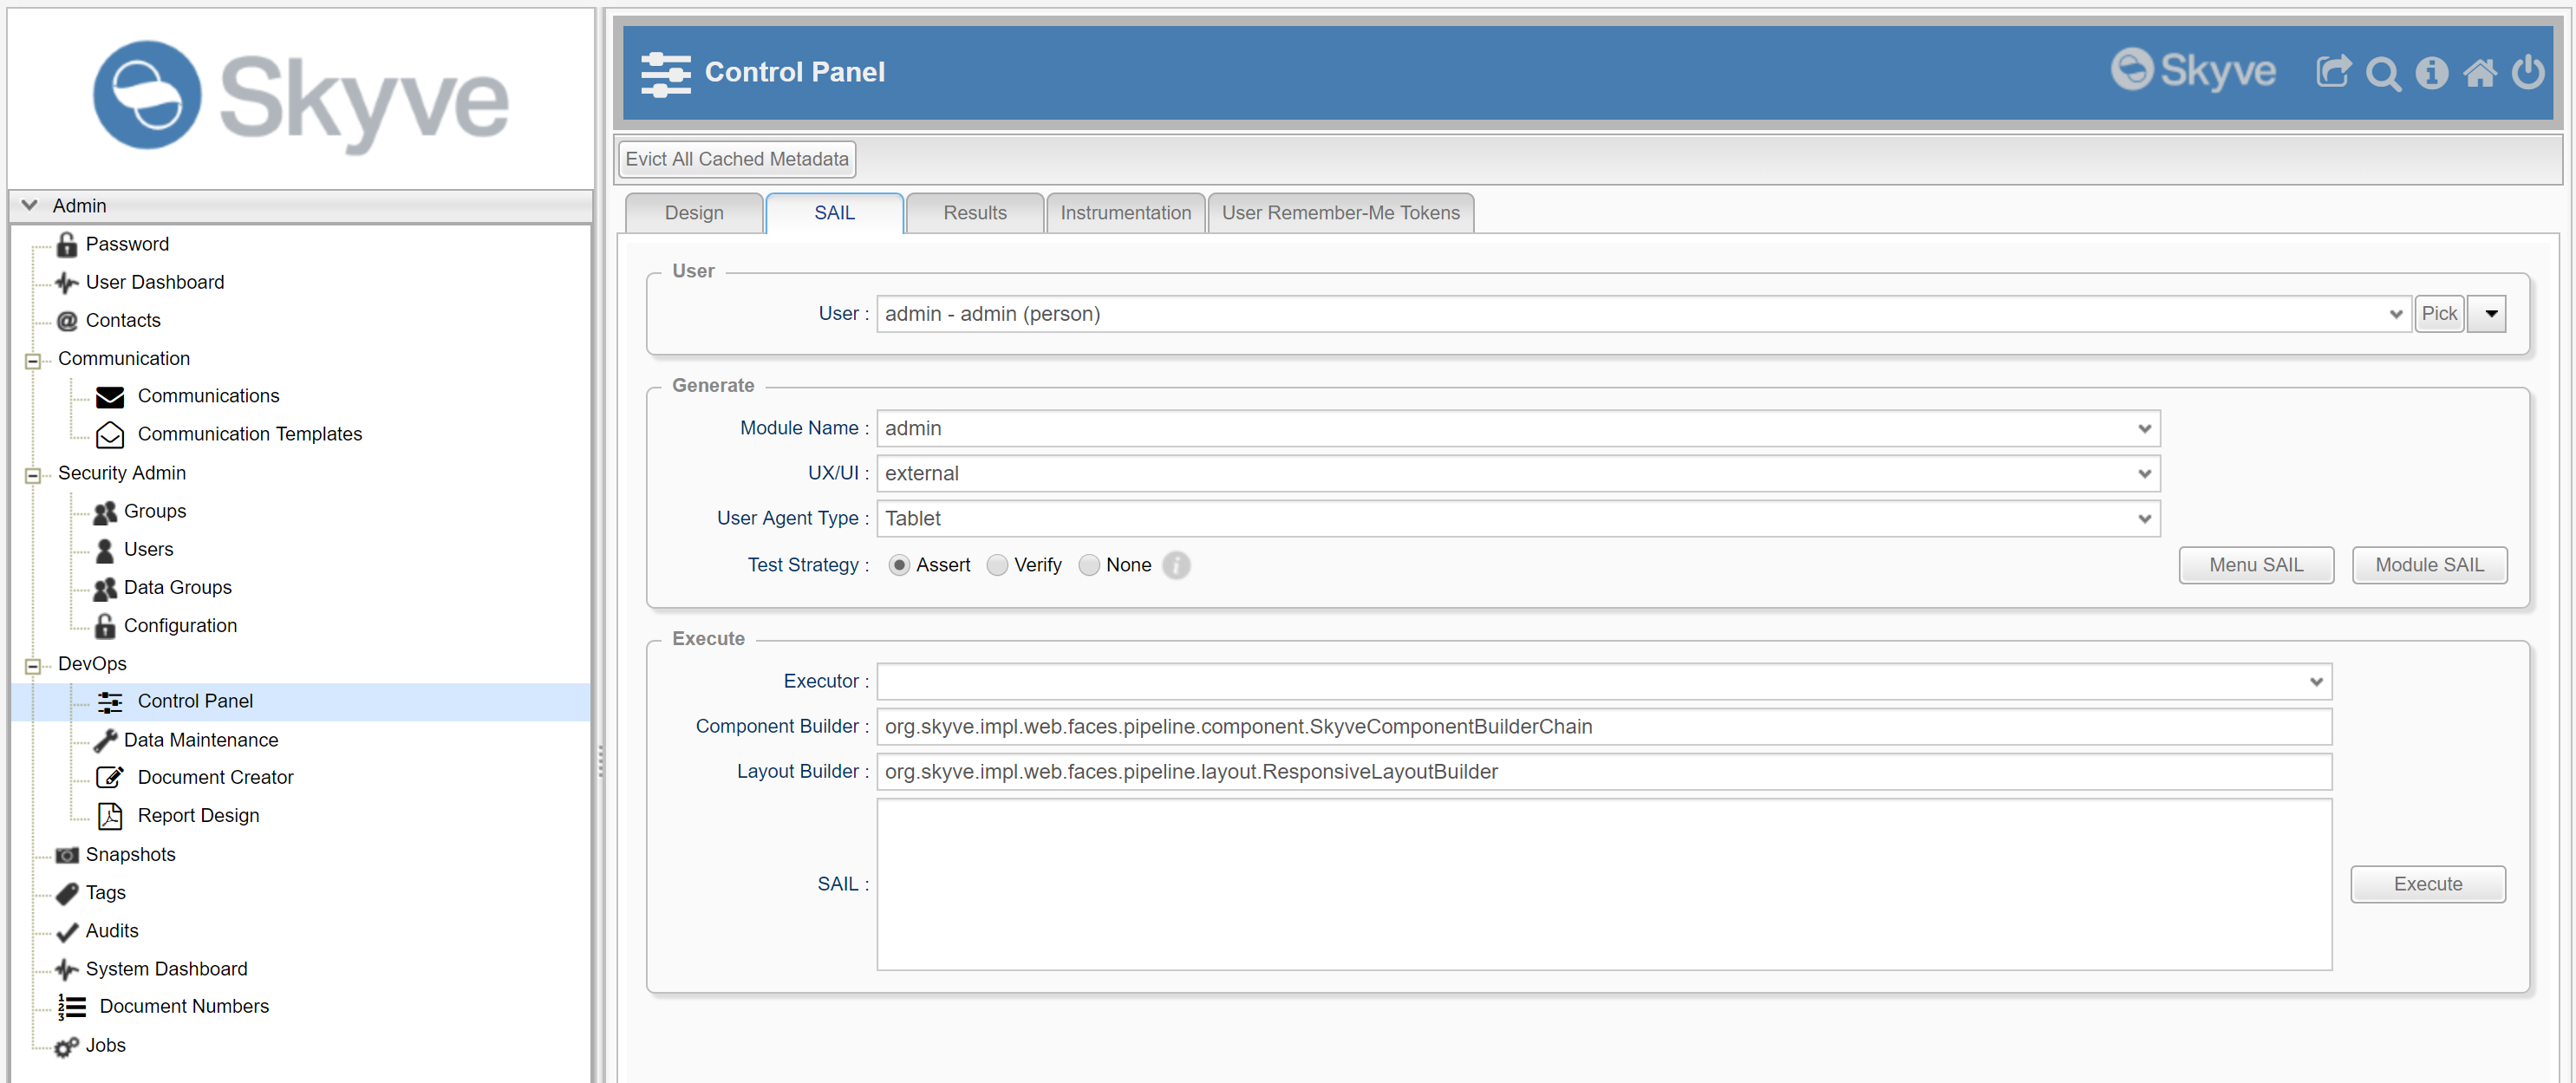 Skyve
Admin
Password
User Dashboard
Contacts
Communication
Communications
Communication Templates
Security Admin
Groups
Users
Data Groups
Configuration
DevOps
Control Panel
Data Maintenance
Document Creator
Report Design
Snapshots
Tags
Audits
System Dashboard
Document Numbers
Jobs
Control Panel
Skyve
Evict All Cached Metadata
Design SAIL Results Instrumentation User Remember-Me Tokens
User
User : admin - admin (person) Pick
Generate
Module Name : admin
UX/UI : external
User Agent Type : Tablet
Test Strategy : Assert Verify None Menu SAIL Module SAIL
Execute
Executor :
Component Builder : org.skyve.impl.web.faces.pipeline.component.SkyveComponentBuilderChain
Layout Builder : org.skyve.impl.web.faces.pipeline.layout.ResponsiveLayoutBuilder
SAIL : Execute